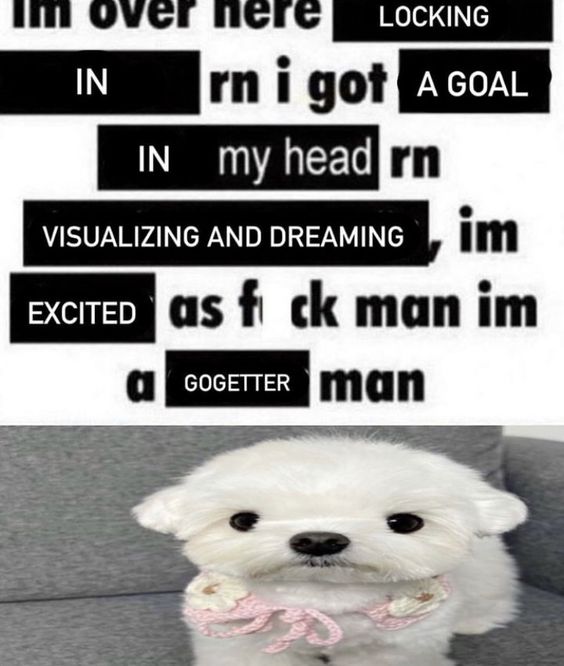 im over here LOCKING
IN rn i got A GOAL
IN my head rn
VISUALIZING AND DREAMING, im
EXCITED as f ck man im
a GOGETTER man